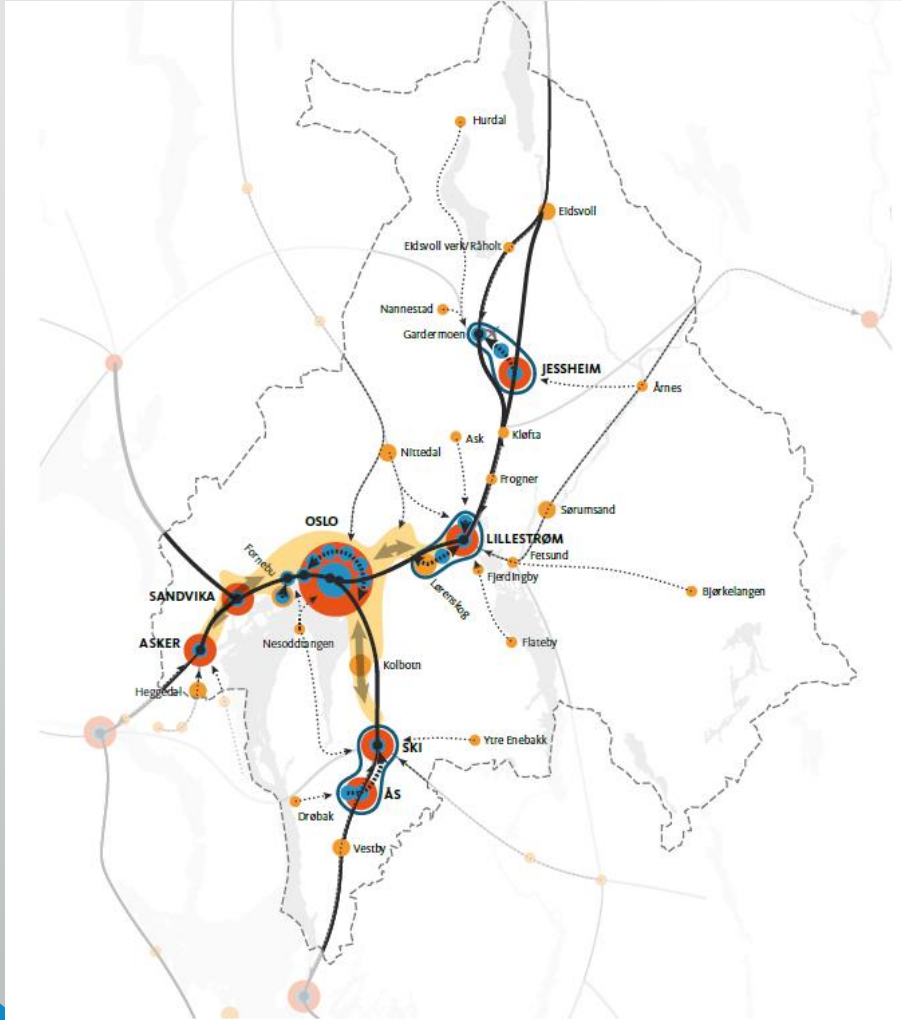 Hurdal
Eidsvoll
Eidsvoll verk/Råholt
Nannestad
Gardermoen
JESSHEIM
Årnes
Ask
Kløfta
Nittedal
Frogner
Sørumsand
OSLO
LILLESTRØM
Fetsund
Fornebu
Fjerdingby
Lørenskog
Bjørkelangen
SANDVIKA
ASKER
Nesoddtangen
Flateby
Kolbotn
Heggedal
SKI
Ytre Enebakk
ÅS
Drøbak
Vestby